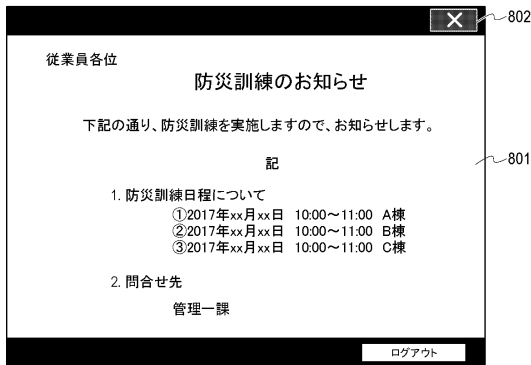 802
従業員各位
防災訓練のお知らせ
下記の通り、防災訓練を実施しますので、お知らせします。
801
記
1. 防災訓練日程について
①2017年xx月xx日 10:00～11:00 A棟
②2017年xx月xx日 10:00～11:00 B棟
③2017年xx月xx日 10:00～11:00 C棟
2. 問合せ先
管理一課
ログアウト